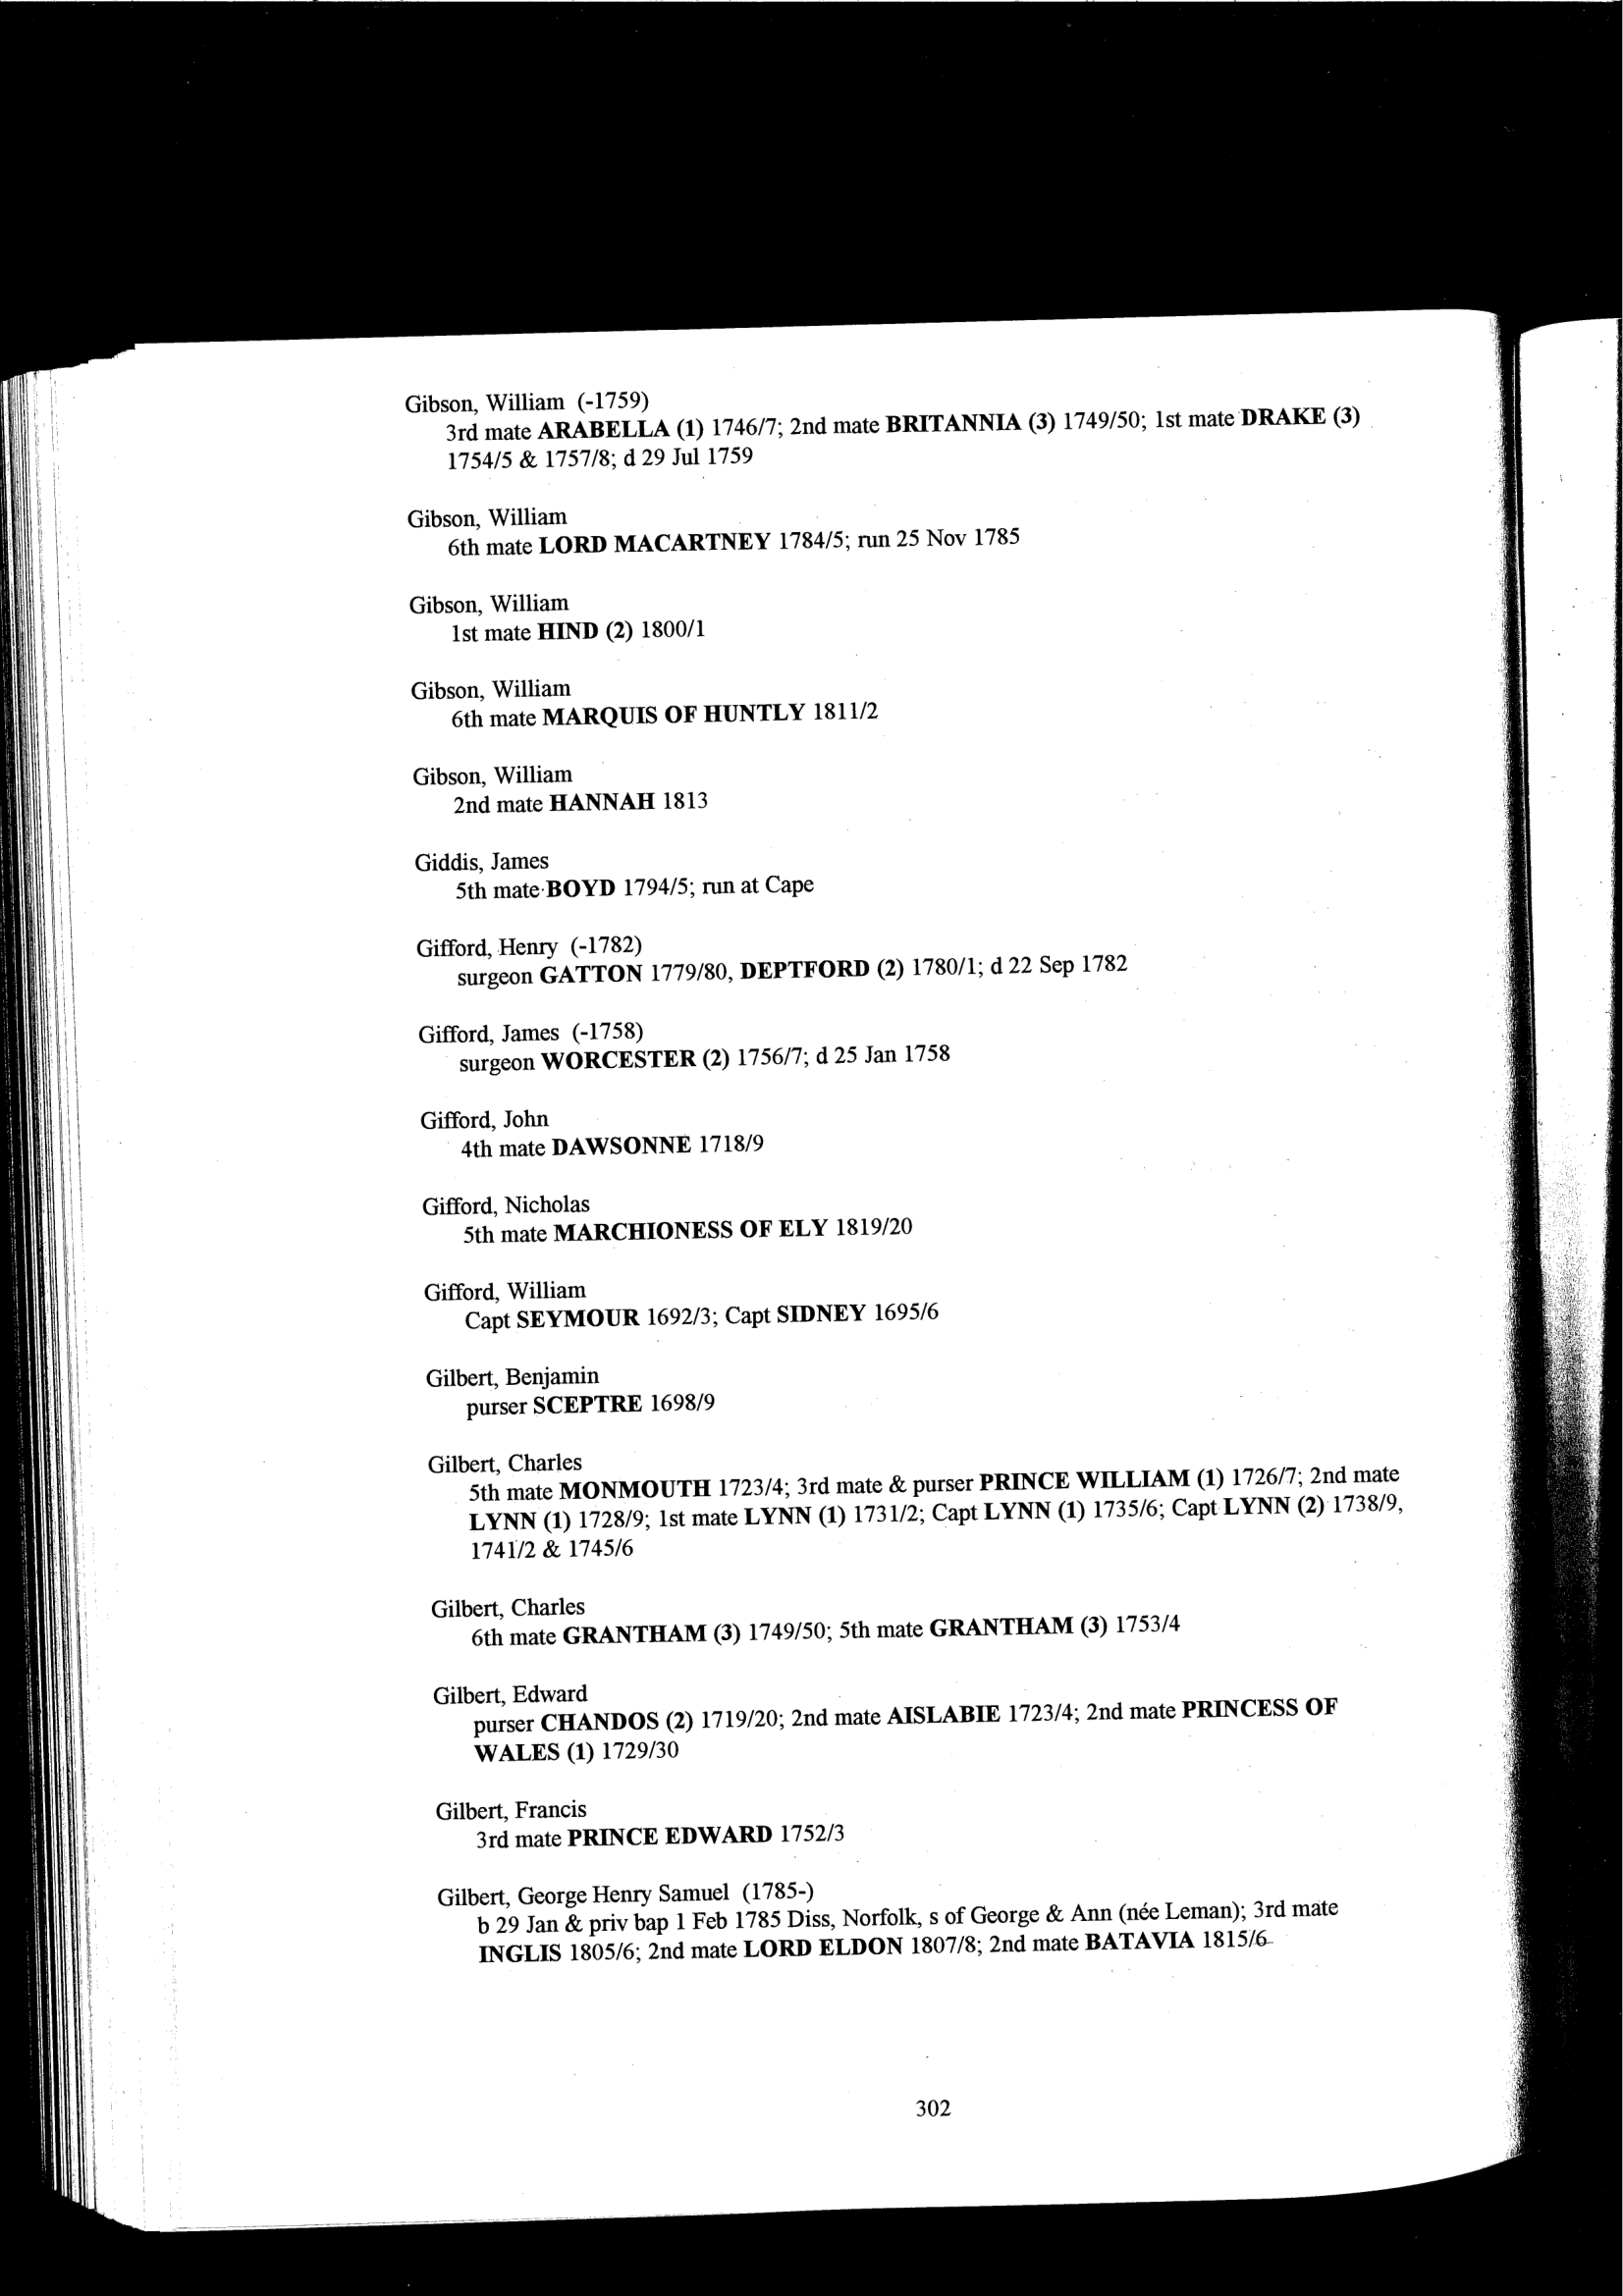 Gibson, William (-1759)
3rd mate ARABELLA (1) 1746/7; 2nd mate BRITANNIA (3) 1749/50; 1st mate DRAKE (3)
1754/5 & 1757/8; d 29 Jul 1759
Gibson, William
6th mate LORD MACARTNEY 1784/5; run 25 Nov 1785
Gibson, William
1st mate HIND (2) 1800/1
Gibson, William
6th mate MARQUIS OF HUNTLY 1811/2
Gibson, William
2nd mate HANNAH 1813
Giddis, James
5th mate BOYD 1794/5; run at Cape
Gifford, Henry (-1782)
surgeon GATTON 1779/80, DEPTFORD (2) 1780/1; d 22 Sep 1782
Gifford, James (-1758)
surgeon WORCESTER (2) 1756/7; d 25 Jan 1758
Gifford, John
4th mate DAWSONNE 1718/9
Gifford, Nicholas
5th mate MARCHIONESS OF ELY 1819/20
Gifford, William
Capt SEYMOUR 1692/3; Capt SIDNEY 1695/6
Gilbert, Benjamin
purser SCEPTRE 1698/9
Gilbert, Charles
5th mate MONMOUTH 1723/4; 3rd mate & purser PRINCE WILLIAM (1) 1726/7; 2nd mate
LYNN (1) 1728/9; 1st mate LYNN (1) 1731/2; Capt LYNN (1) 1735/6; Capt LYNN (2) 1738/9,
1741/2 & 1745/6
Gilbert, Charles
6th mate GRANTHAM (3) 1749/50; 5th mate GRANTHAM (3) 1753/4
Gilbert, Edward
purser CHANDOS (2) 1719/20; 2nd mate AISLABIE 1723/4; 2nd mate PRINCESS OF
WALES (1) 1729/30
Gilbert, Francis
3rd mate PRINCE EDWARD 1752/3
Gilbert, George Henry Samuel (1785-)
b 29 Jan & priv bap 1 Feb 1785 Diss, Norfolk, s of George & Ann (née Leman); 3rd mate
INGLIS 1805/6; 2nd mate LORD ELDON 1807/8; 2nd mate BATAVIA 1815/6
302